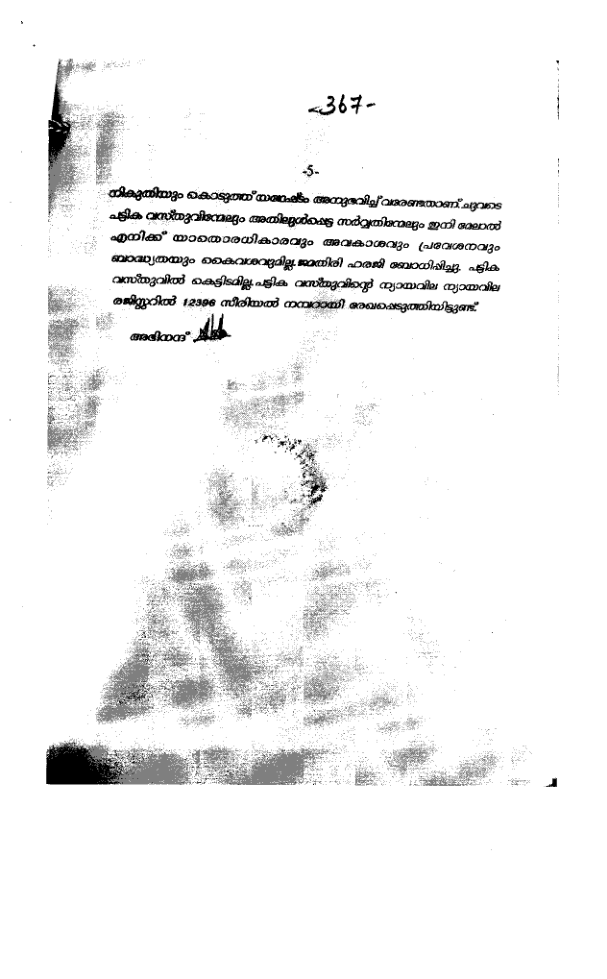 -367-
-5-
നികുതിയും കൊടുത്ത് യഥേഷ്ടം അനുഭവിച്ച് വരേണ്ടതാണ്.ചുവടെ
പട്ടിക വസ്തുവിന്മേലും അതിലുൾപ്പെട്ട സർവ്വതിന്മേലും ഇനി മേലാൽ
എനിക്ക് യാതൊരധികാരവും അവകാശവും പ്രവേശനവും
ബാദ്ധ്യതയും കൈവശവുമില്ല.ജമതിരി ഹരജി ബോധിപ്പിച്ചു. പട്ടിക
വസ്തുവിൽ കെട്ടിടമില്ല.പട്ടിക വസ്തുവിന്റെ ന്യായവില ന്യായവില
രജിസ്റ്ററിൽ 12396 സീരിയൽ നമ്പറായി രേഖപ്പെടുത്തിയിട്ടുണ്ട്.
അഭിനന്ദ്